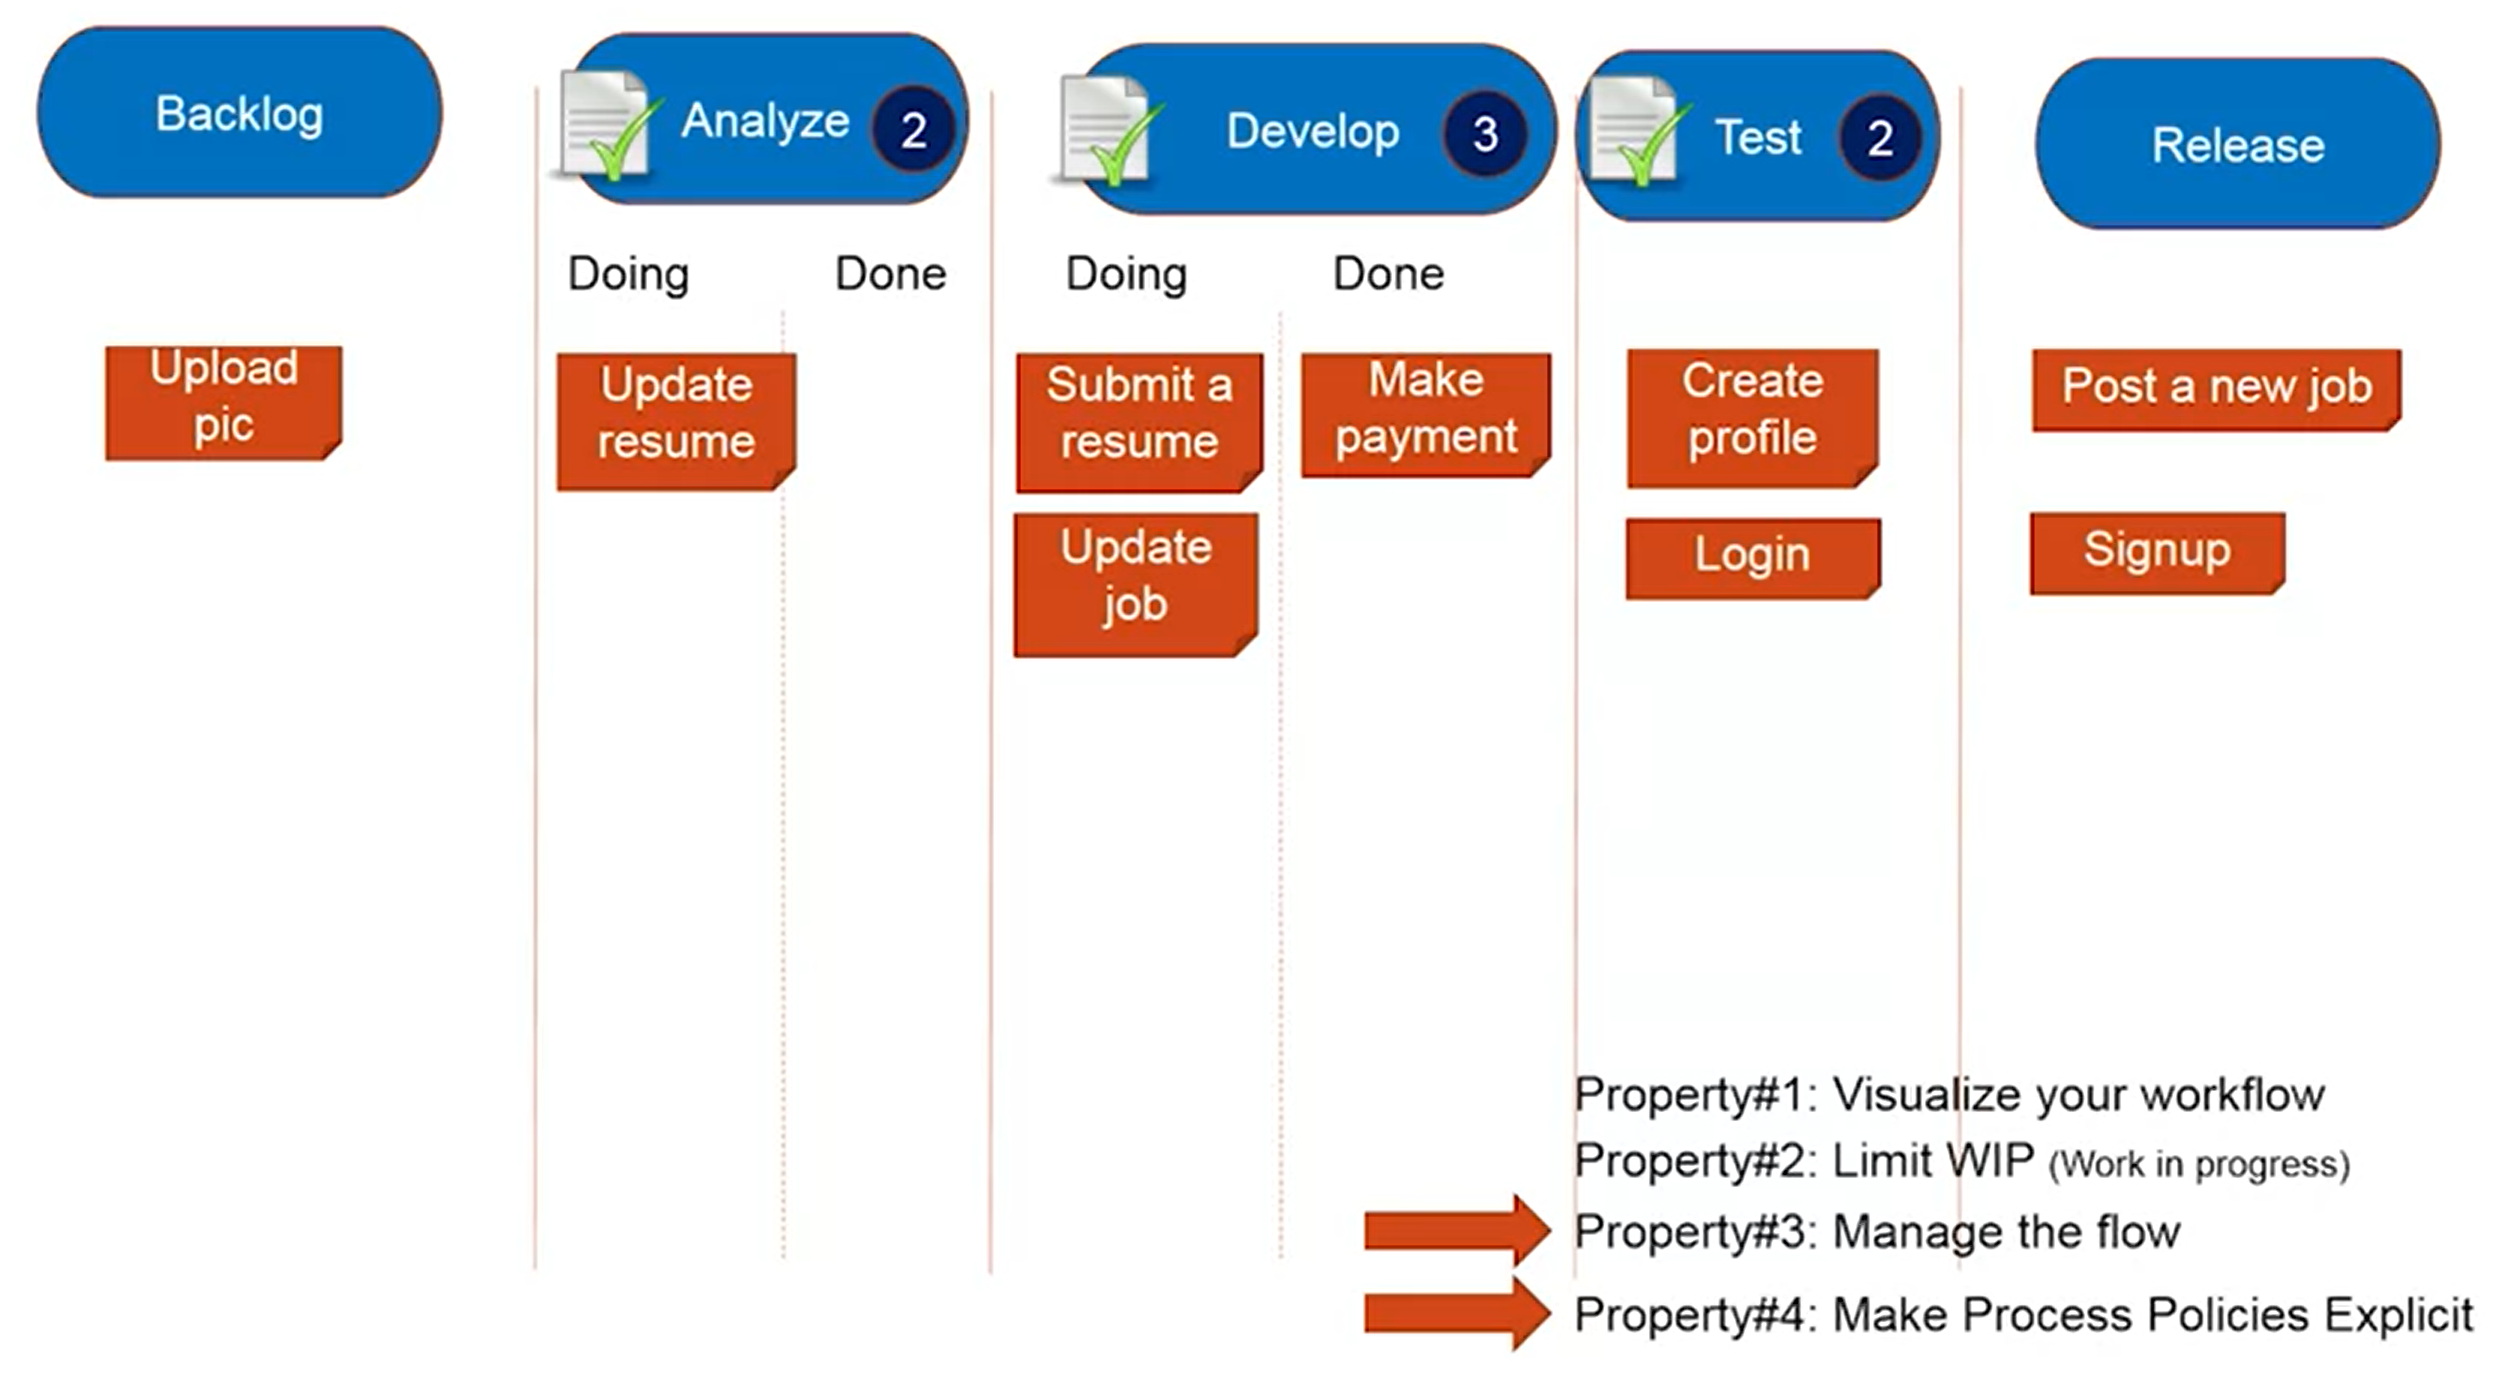 Backlog
Analyze 2
Develop 3
Test 2
Release
Doing
Done
Doing
Done
Upload
pic
Update
resume
Submit a
resume
Make
payment
Create
profile
Post a new job
Update
job
Login
Signup
Property#1: Visualize your workflow
Property#2: Limit WIP (Work in progress)
Property#3: Manage the flow
Property#4: Make Process Policies Explicit